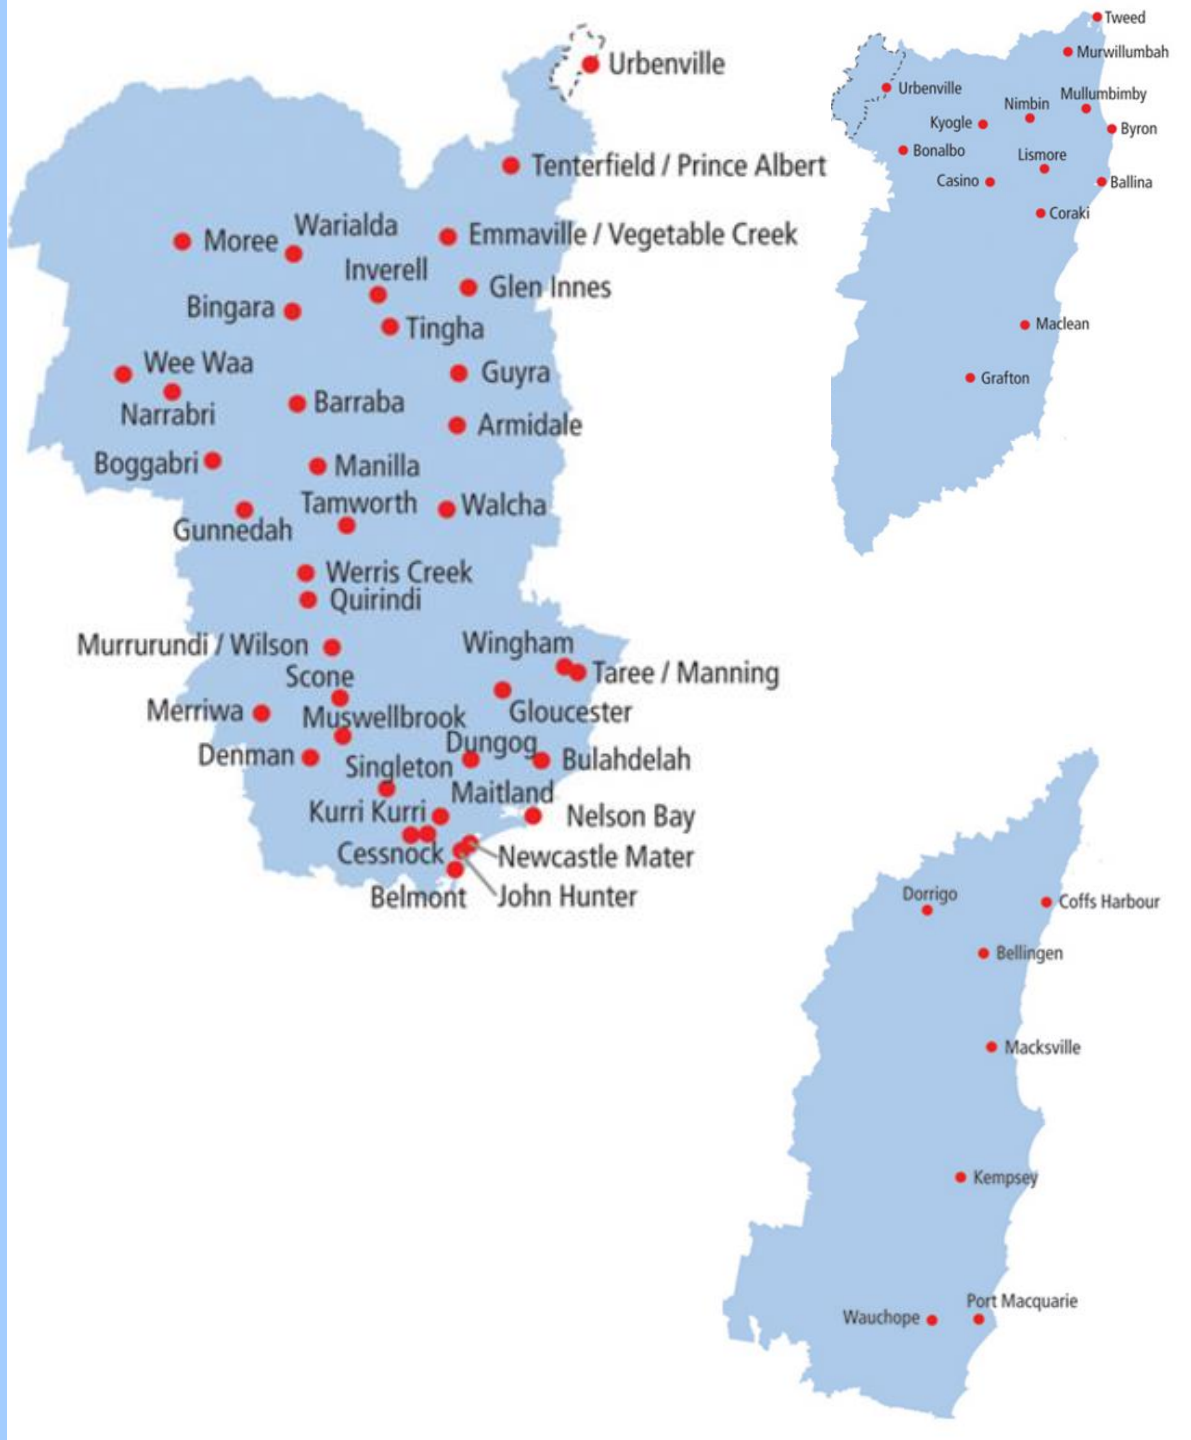 Urbenville
Tenterfield / Prince Albert
Warialda
Moree
Emmaville / Vegetable Creek
Inverell
Glen Innes
Bingara
Tingha
Wee Waa
Guyra
Narrabri
Barraba
Armidale
Boggabri
Manilla
Tamworth
Walcha
Gunnedah
Werris Creek
Quirindi
Murrurundi / Wilson
Wingham
Scone
Taree / Manning
Merriwa
Muswellbrook
Gloucester
Denman
Dungog
Bulahdelah
Singleton
Maitland
Kurri Kurri
Nelson Bay
Cessnock
Newcastle Mater
Belmont
John Hunter
Tweed
Murwillumbah
Urbenville
Mullumbimby
Nimbin
Kyogle
Byron
Bonalbo
Lismore
Casino
Ballina
Coraki
Maclean
Grafton
Dorrigo
Coffs Harbour
Bellingen
Macksville
Kempsey
Port Macquarie
Wauchope